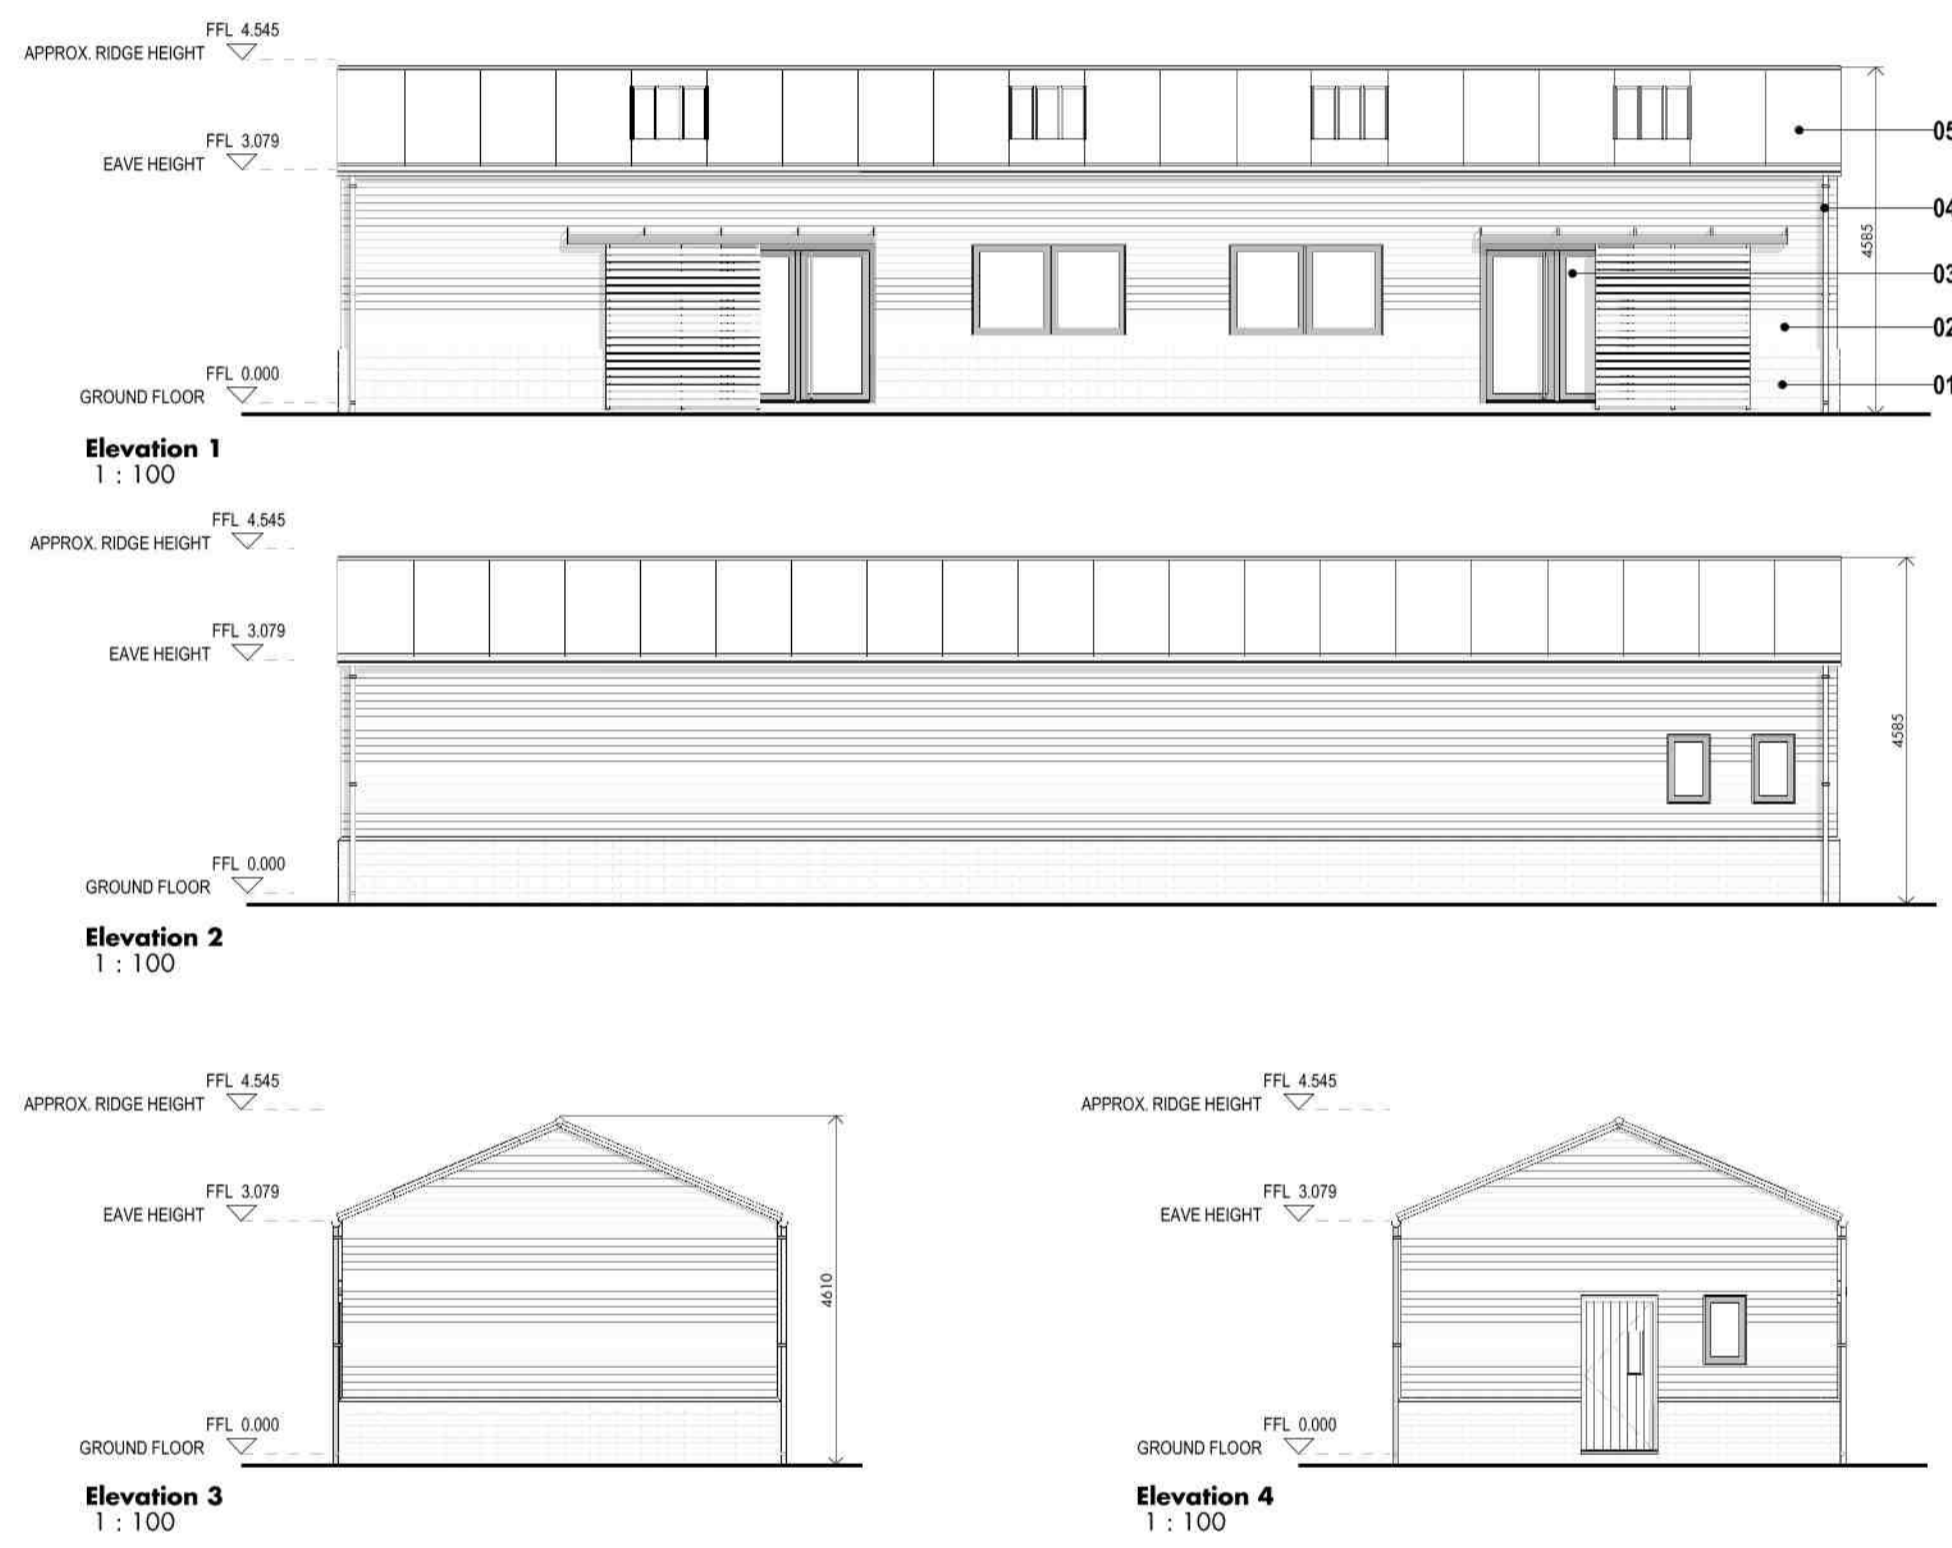 FFL 4.545
APPROX. RIDGE HEIGHT
FFL 3.079
EAVE HEIGHT
FFL 0.000
GROUND FLOOR
05
04
4585
03
02
01
Elevation 1
1 : 100
FFL 4.545
APPROX. RIDGE HEIGHT
FFL 3.079
EAVE HEIGHT
4585
FFL 0.000
GROUND FLOOR
Elevation 2
1 : 100
FFL 4.545
APPROX. RIDGE HEIGHT
FFL 3.079
EAVE HEIGHT
4610
FFL 0.000
GROUND FLOOR
Elevation 3
1 : 100
FFL 4.545
APPROX. RIDGE HEIGHT
FFL 3.079
EAVE HEIGHT
FFL 0.000
GROUND FLOOR
Elevation 4
1 : 100